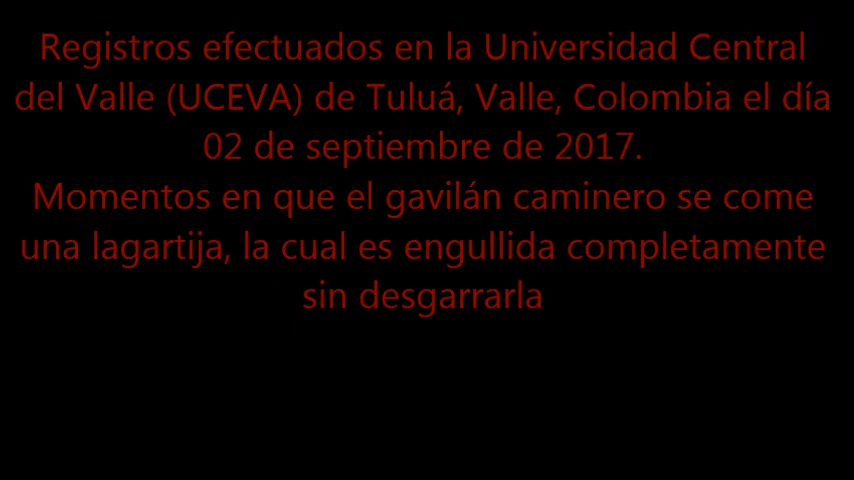 Registros efectuados en la Universidad Central
del Valle (UCEVA) de Tuluá, Valle, Colombia el día
02 de septiembre de 2017.
Momentos en que el gavilán caminero se come
una lagartija, la cual es engullida completamente
sin desgarrarla